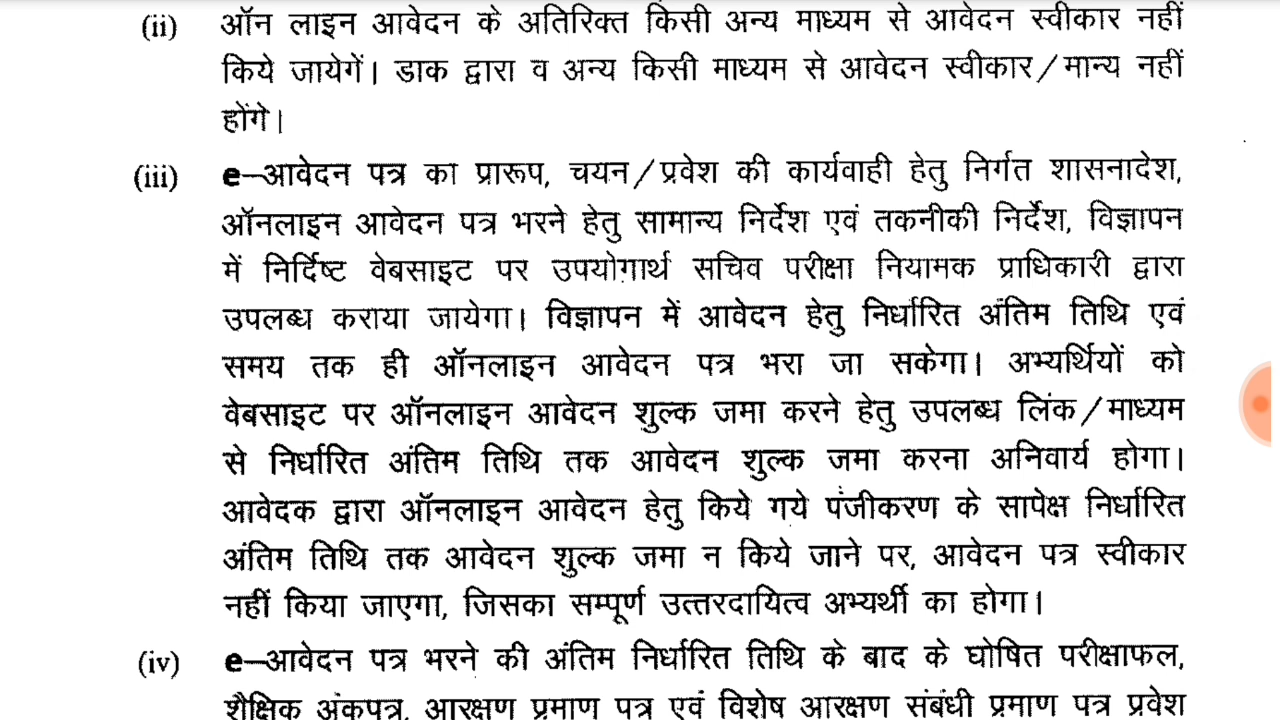 (ii) ऑन लाइन आवेदन के अतिरिक्त किसी अन्य माध्यम से आवेदन स्वीकार नहीं
किये जायेगें। डाक द्वारा व अन्य किसी माध्यम से आवेदन स्वीकार/मान्य नहीं
होंगे।
(iii) e–आवेदन पत्र का प्रारूप, चयन/प्रवेश की कार्यवाही हेतु निर्गत शासनादेश,
ऑनलाइन आवेदन पत्र भरने हेतु सामान्य निर्देश एवं तकनीकी निर्देश, विज्ञापन
में निर्दिष्ट वेबसाइट पर उपयोगार्थ सचिव परीक्षा नियामक प्राधिकारी द्वारा
उपलब्ध कराया जायेगा। विज्ञापन में आवेदन हेतु निर्धारित अंतिम तिथि एवं
समय तक ही ऑनलाइन आवेदन पत्र भरा जा सकेगा। अभ्यर्थियों को
वेबसाइट पर ऑनलाइन आवेदन शुल्क जमा करने हेतु उपलब्ध लिंक/माध्यम
से निर्धारित अंतिम तिथि तक आवेदन शुल्क जमा करना अनिवार्य होगा।
आवेदक द्वारा ऑनलाइन आवेदन हेतु किये गये पंजीकरण के सापेक्ष निर्धारित
अंतिम तिथि तक आवेदन शुल्क जमा न किये जाने पर, आवेदन पत्र स्वीकार
नहीं किया जाएगा, जिसका सम्पूर्ण उत्तरदायित्व अभ्यर्थी का होगा।
(iv) e–आवेदन पत्र भरने की अंतिम निर्धारित तिथि के बाद के घोषित परीक्षाफल,
शैक्षिक अंकपत्र, आरक्षण प्रमाण पत्र एवं विशेष आरक्षण संबंधी प्रमाण पत्र प्रवेश